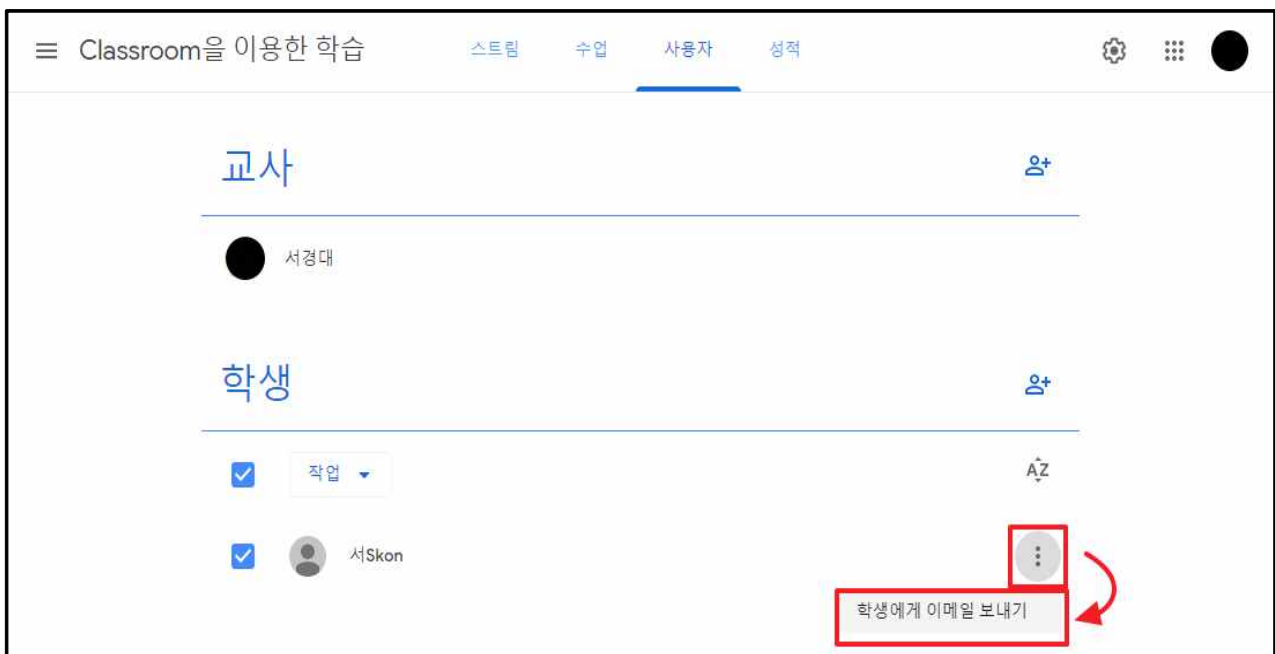 Classroom을 이용한 학습 스트림 수업 사용자 성적
교사
서경대
학생
작업
AZ
서Skon
학생에게 이메일 보내기